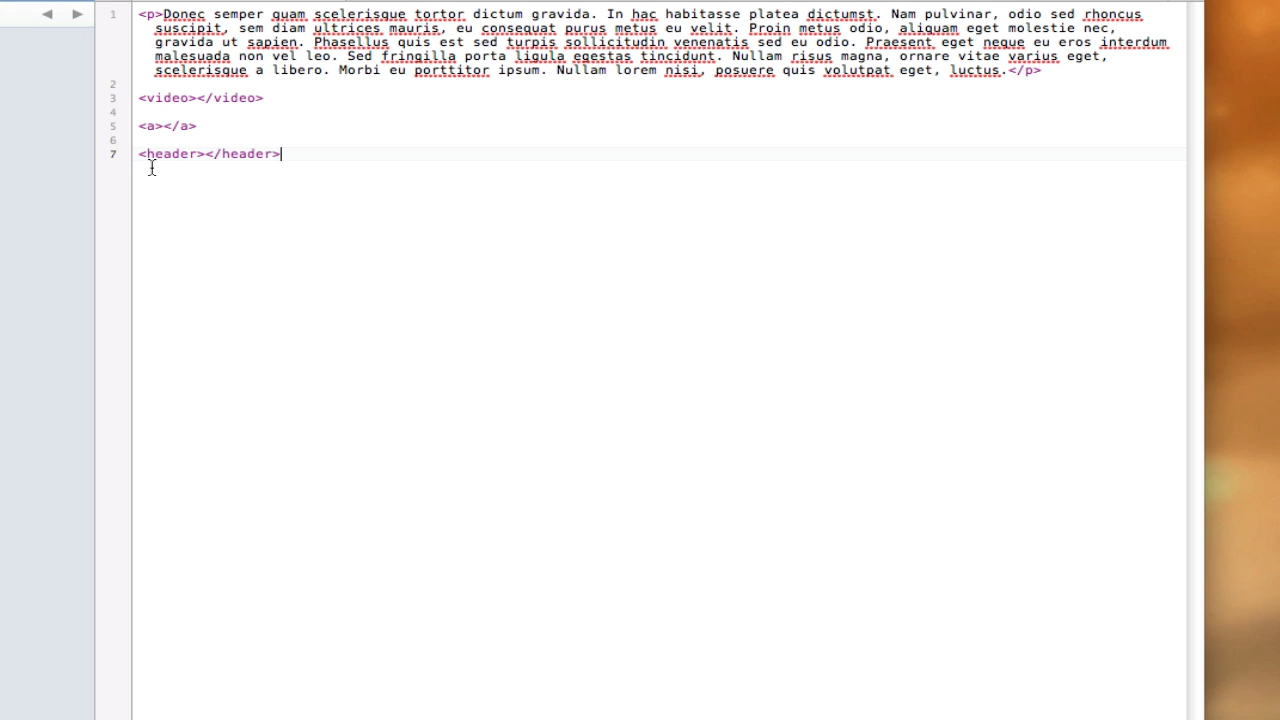 1 <p>Donec semper quam scelerisque tortor dictum gravida. In hac habitasse platea dictumst. Nam pulvinar, odio sed rhoncus
suscipit, sem diam ultrices mauris, eu consequat purus metus eu velit. Proin metus odio, aliquam eget molestie nec,
gravida ut sapien. Phasellus quis est sed turpis sollicitudin venenatis sed eu odio. Praesent eget neque eu eros interdum
malesuada non vel leo. Sed fringilla porta ligula egestas tincidunt. Nullam risus magna, ornare vitae varius eget,
scelerisque a libero. Morbi eu porttitor ipsum. Nullam lorem nisi, posuere quis volutpat eget, luctus.</p>
2
3 <video></video>
4
5 <a></a>
6
7 <header></header>